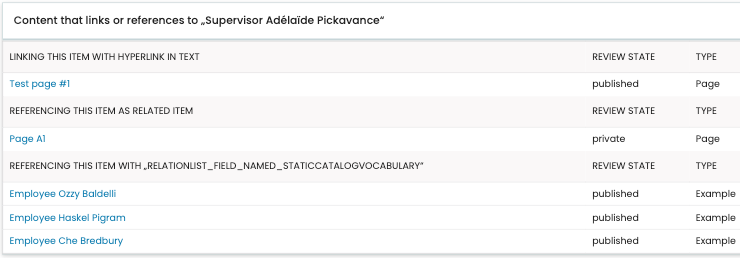 Content that links or references to „Supervisor Adélaïde Pickavance“
LINKING THIS ITEM WITH HYPERLINK IN TEXT REVIEW STATE TYPE
Test page #1 published Page
REFERENCING THIS ITEM AS RELATED ITEM REVIEW STATE TYPE
Page A1 private Page
REFERENCING THIS ITEM WITH „RELATIONLIST_FIELD_NAMED_STATICCATALOGVOCABULARY“ REVIEW STATE TYPE
Employee Ozzy Baldelli published Example
Employee Haskel Pigram published Example
Employee Che Bredbury published Example